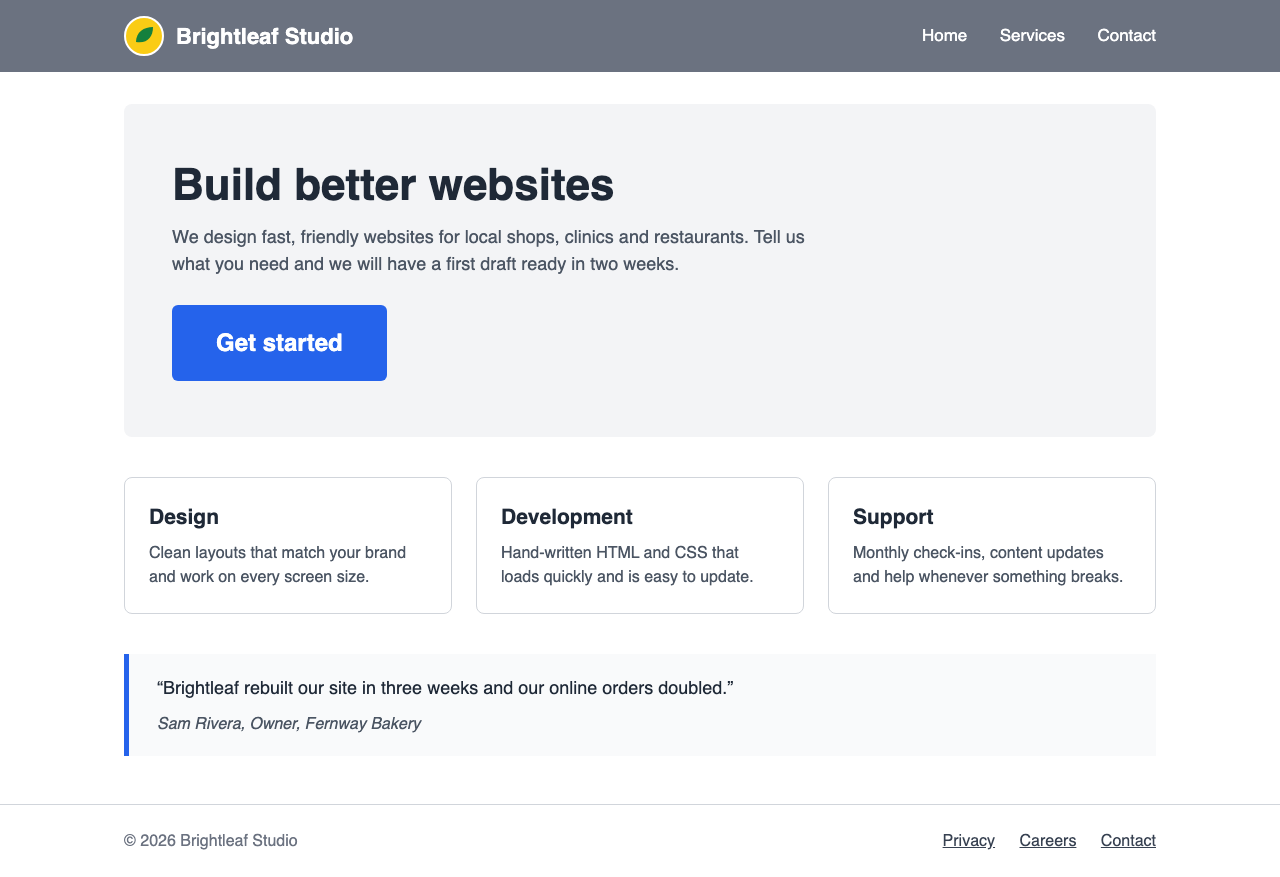 Brightleaf Studio
Home Services Contact
Build better websites
We design fast, friendly websites for local shops, clinics and restaurants. Tell us
what you need and we will have a first draft ready in two weeks.
Get started
Design
Clean layouts that match your brand
and work on every screen size.
Development
Hand-written HTML and CSS that
loads quickly and is easy to update.
Support
Monthly check-ins, content updates
and help whenever something breaks.
“Brightleaf rebuilt our site in three weeks and our online orders doubled.”
Sam Rivera, Owner, Fernway Bakery
© 2026 Brightleaf Studio
Privacy Careers Contact